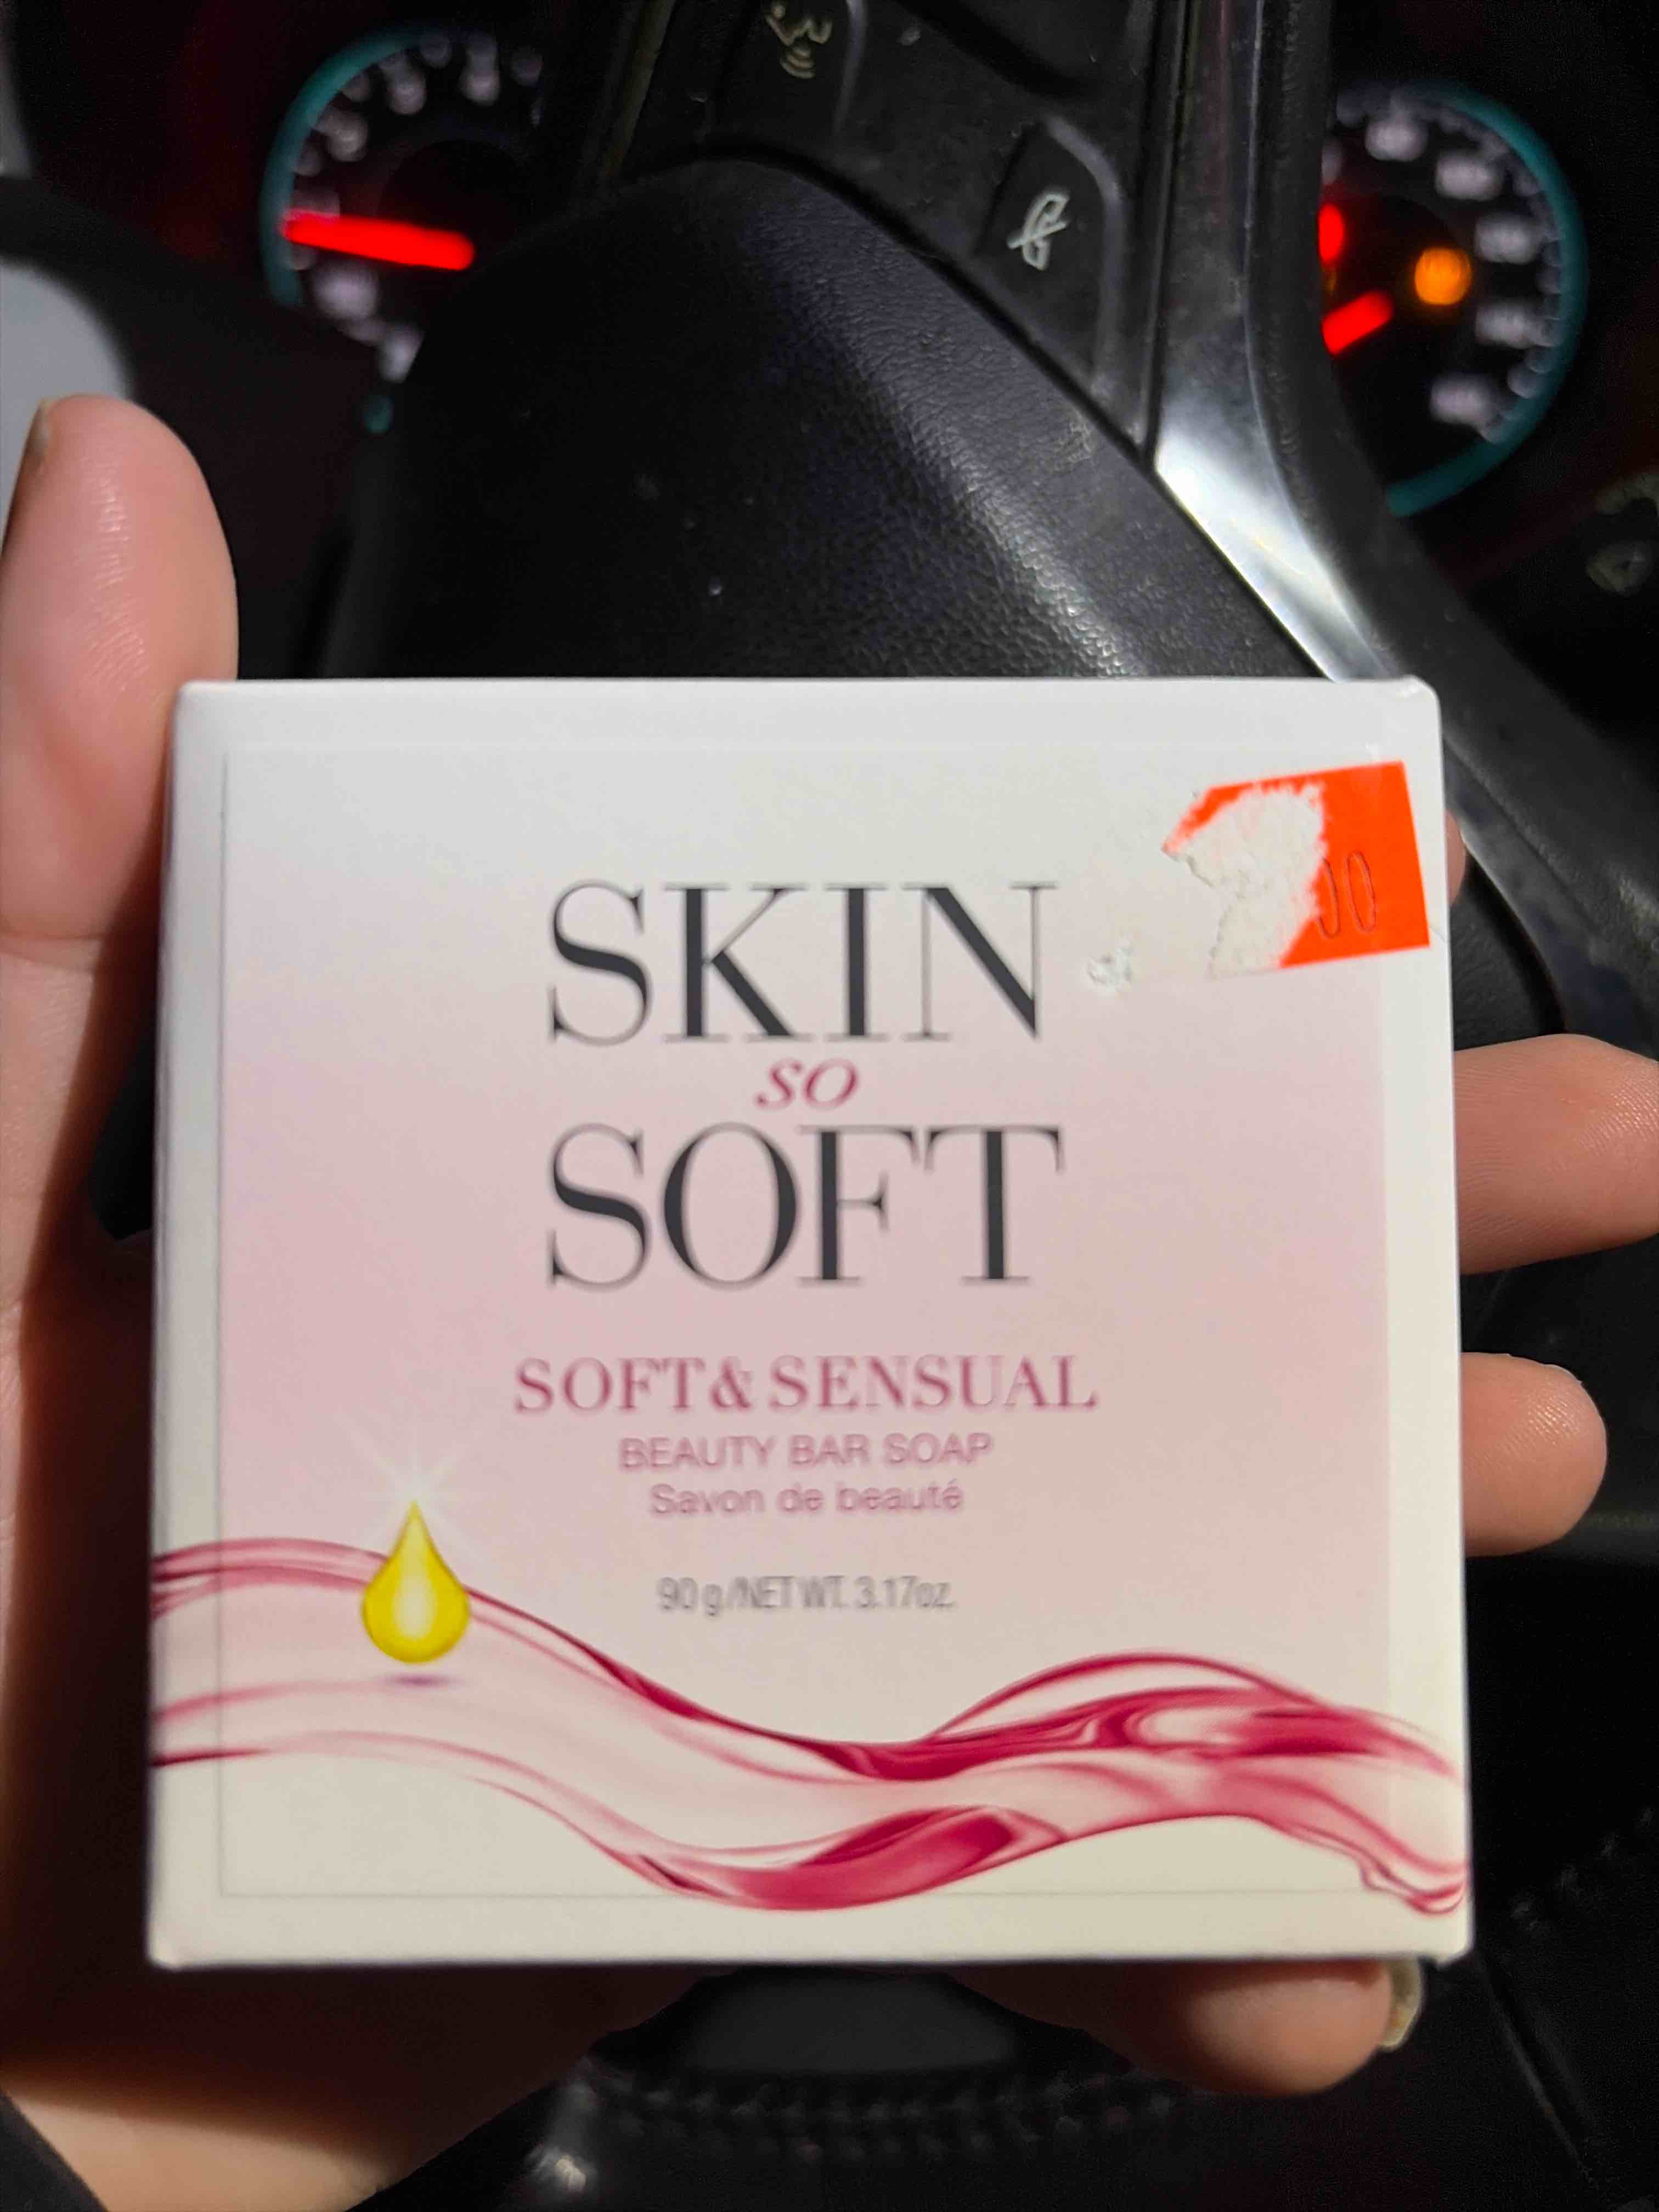 SKIN
so
SOFT
SOFT & SENSUAL
BEAUTY BAR SOAP
Savon de beauté
90 g/NET WT. 3.17oz.